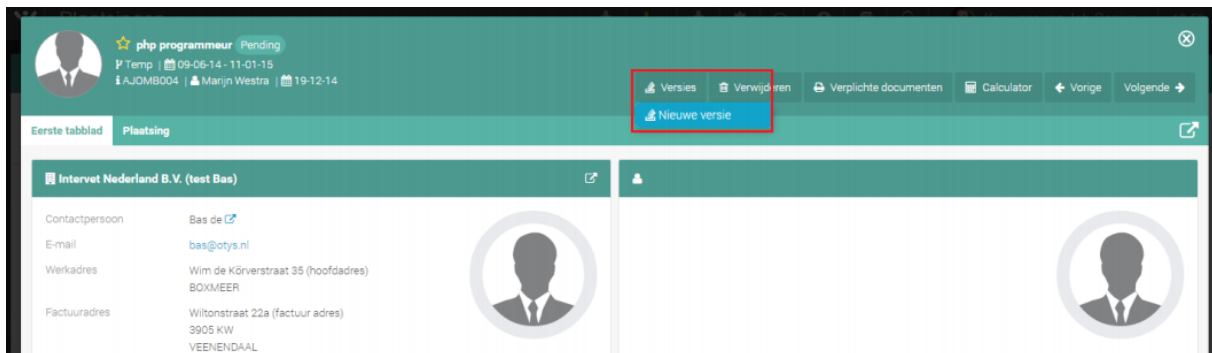 php programmeur Pending
Temp | 09-06-14 - 11-01-15
AJOMB004 | Marijn Westra | 19-12-14
Versies Verwijderen Verplichte documenten Calculator Vorige Volgende
Nieuwe versie
Eerste tabblad Plaatsing
Intervet Nederland B.V. (test Bas)
Contactpersoon Bas de
E-mail bas@otys.nl
Werkadres Wim de Körverstraat 35 (hoofdadres)
BOXMEER
Factuuradres Wiltonstraat 22a (factuur adres)
3905 KW
VEENENDAAL